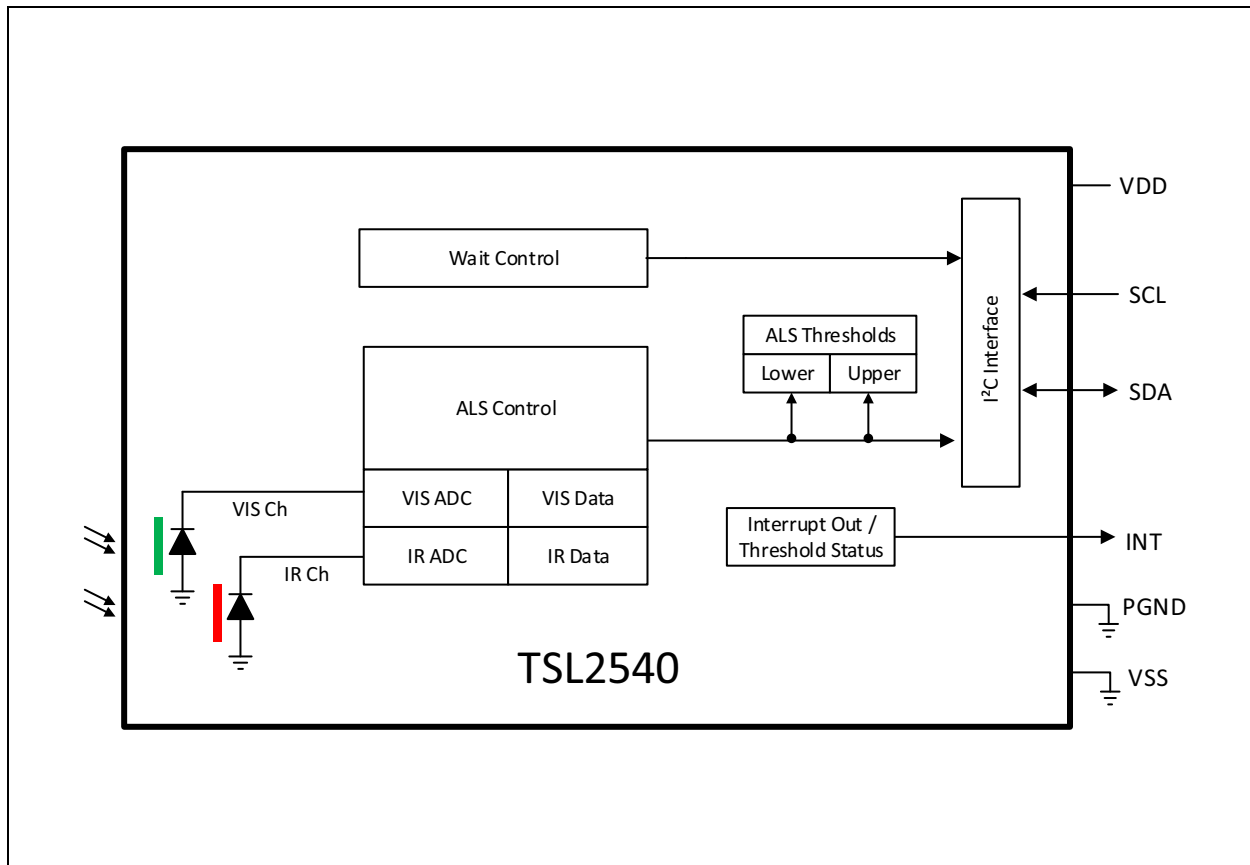 VDD
Wait Control
SCL
I²C Interface
ALS Thresholds
Lower
Upper
SDA
ALS Control
VIS Ch
VIS ADC
VIS Data
Interrupt Out /
Threshold Status
INT
IR Ch
IR ADC
IR Data
PGND
TSL2540
VSS